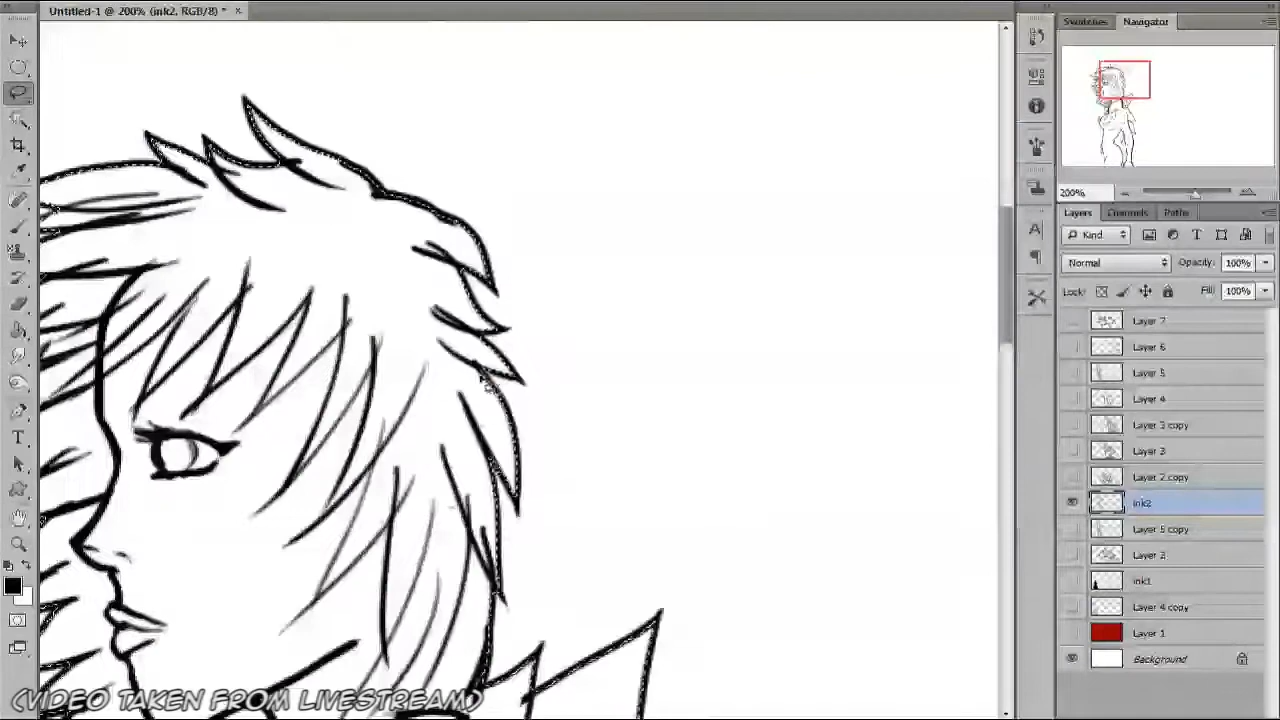 Untitled-1 @ 200% (ink2, RGB/8) * ×
Swatches Navigator
200%
Layers Channels Paths
Kind
Normal Opacity: 100%
Lock: Fill: 100%
Layer 7
Layer 6
Layer 5
Layer 4
Layer 3 copy
Layer 3
Layer 2 copy
ink2
Layer 5 copy
Layer 2
ink1
Layer 4 copy
Layer 1
Background
(VIDEO TAKEN FROM LIVESTREAM)